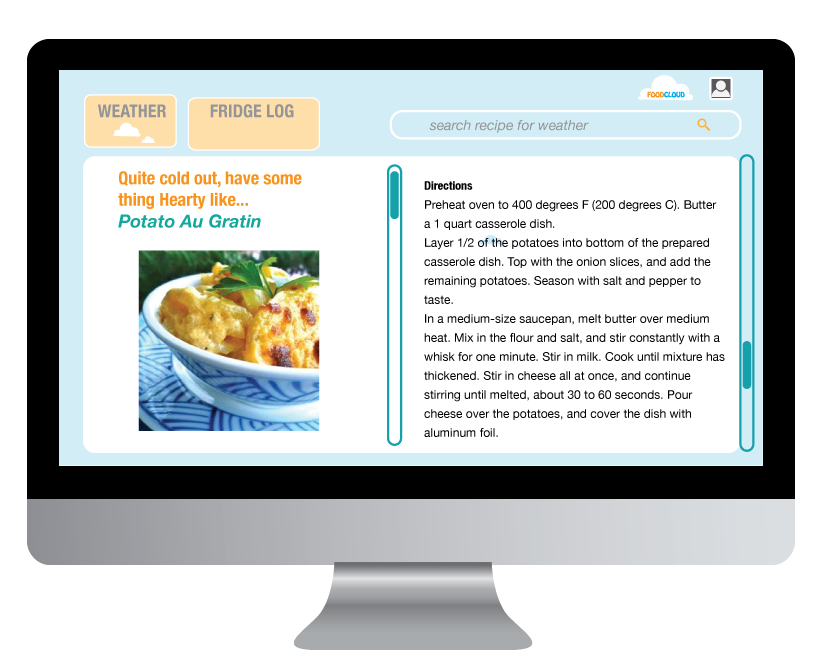 FOODCLOUD
WEATHER
FRIDGE LOG
search recipe for weather
Quite cold out, have some
thing Hearty like...
Potato Au Gratin
Directions
Preheat oven to 400 degrees F (200 degrees C). Butter
a 1 quart casserole dish.
Layer 1/2 of the potatoes into bottom of the prepared
casserole dish. Top with the onion slices, and add the
remaining potatoes. Season with salt and pepper to
taste.
In a medium-size saucepan, melt butter over medium
heat. Mix in the flour and salt, and stir constantly with a
whisk for one minute. Stir in milk. Cook until mixture has
thickened. Stir in cheese all at once, and continue
stirring until melted, about 30 to 60 seconds. Pour
cheese over the potatoes, and cover the dish with
aluminum foil.